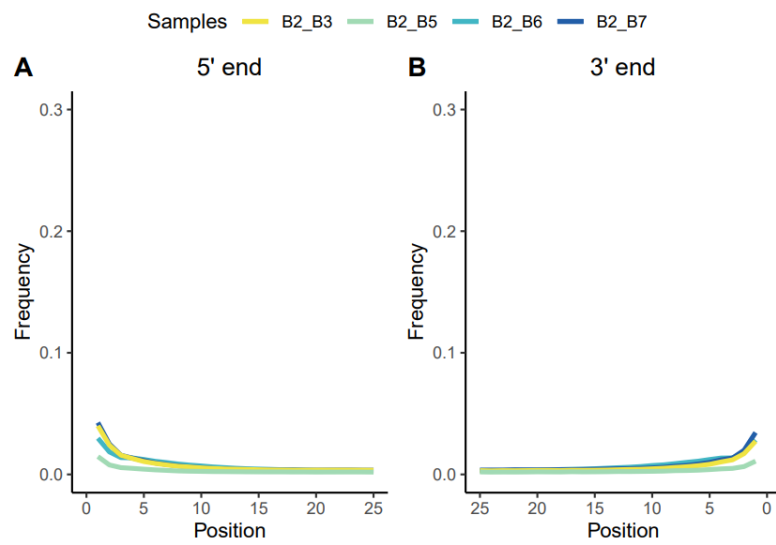 Samples B2_B3 B2_B5 B2_B6 B2_B7
A 5' end
B 3' end
0.3
0.2
0.1
0.0
Frequency
0 5 10 15 20 25
Position
0.3
0.2
0.1
0.0
Frequency
25 20 15 10 5 0
Position